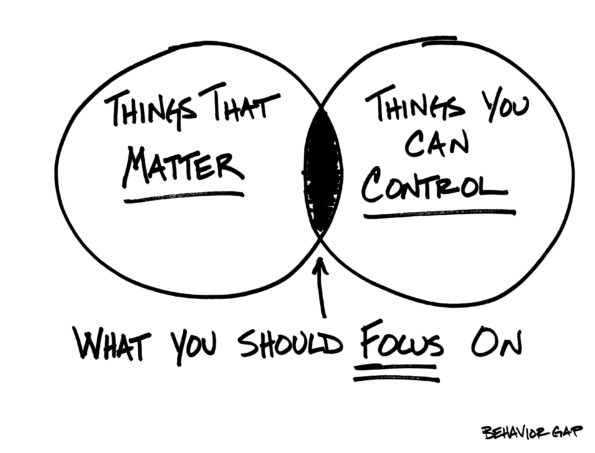 THINGS THAT
MATTER
THINGS YOU
CAN
CONTROL
WHAT YOU SHOULD FOCUS ON
BEHAVIOR GAP